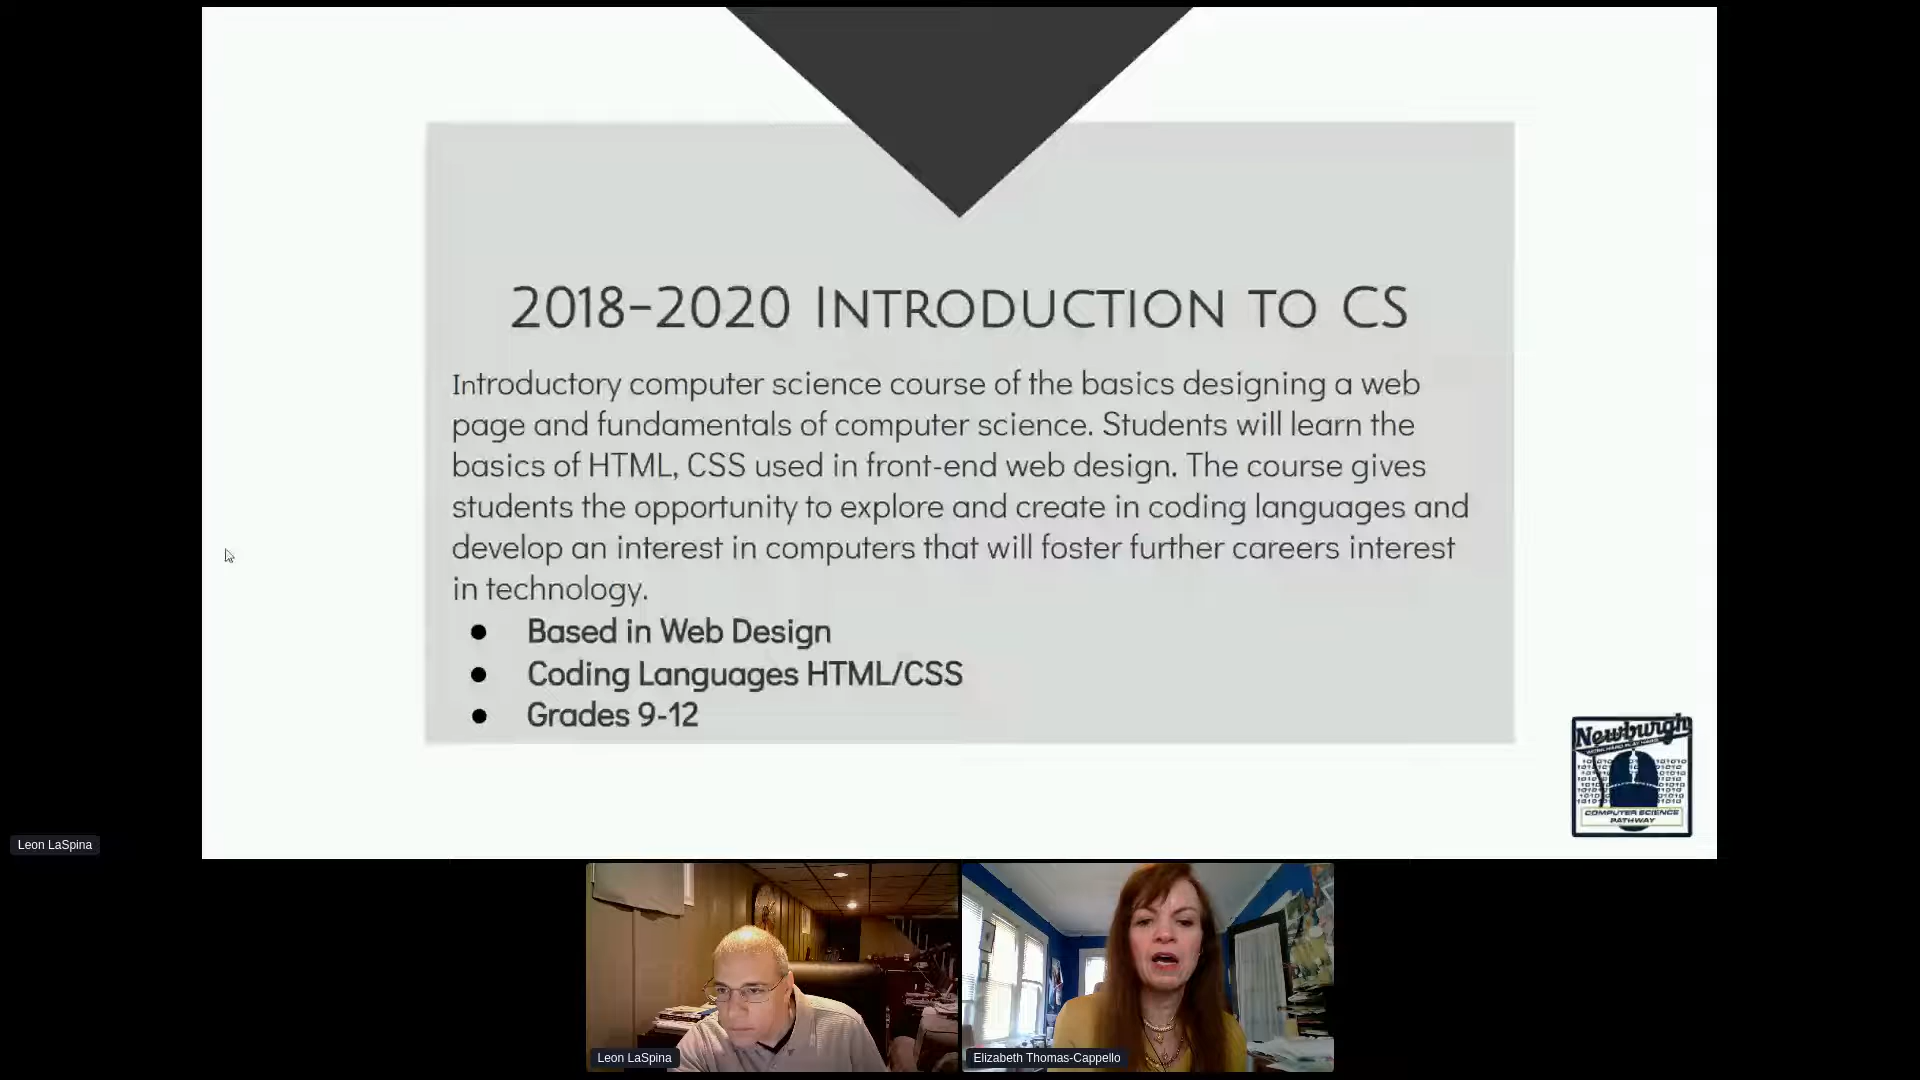 2018-2020 Introduction to CS
Introductory computer science course of the basics designing a web
page and fundamentals of computer science. Students will learn the
basics of HTML, CSS used in front-end web design. The course gives
students the opportunity to explore and create in coding languages and
develop an interest in computers that will foster further careers interest
in technology.
● Based in Web Design
● Coding Languages HTML/CSS
● Grades 9-12
Newburgh
COMPUTER SCIENCE
PATHWAY
Leon LaSpina
Leon LaSpina
Elizabeth Thomas-Cappello